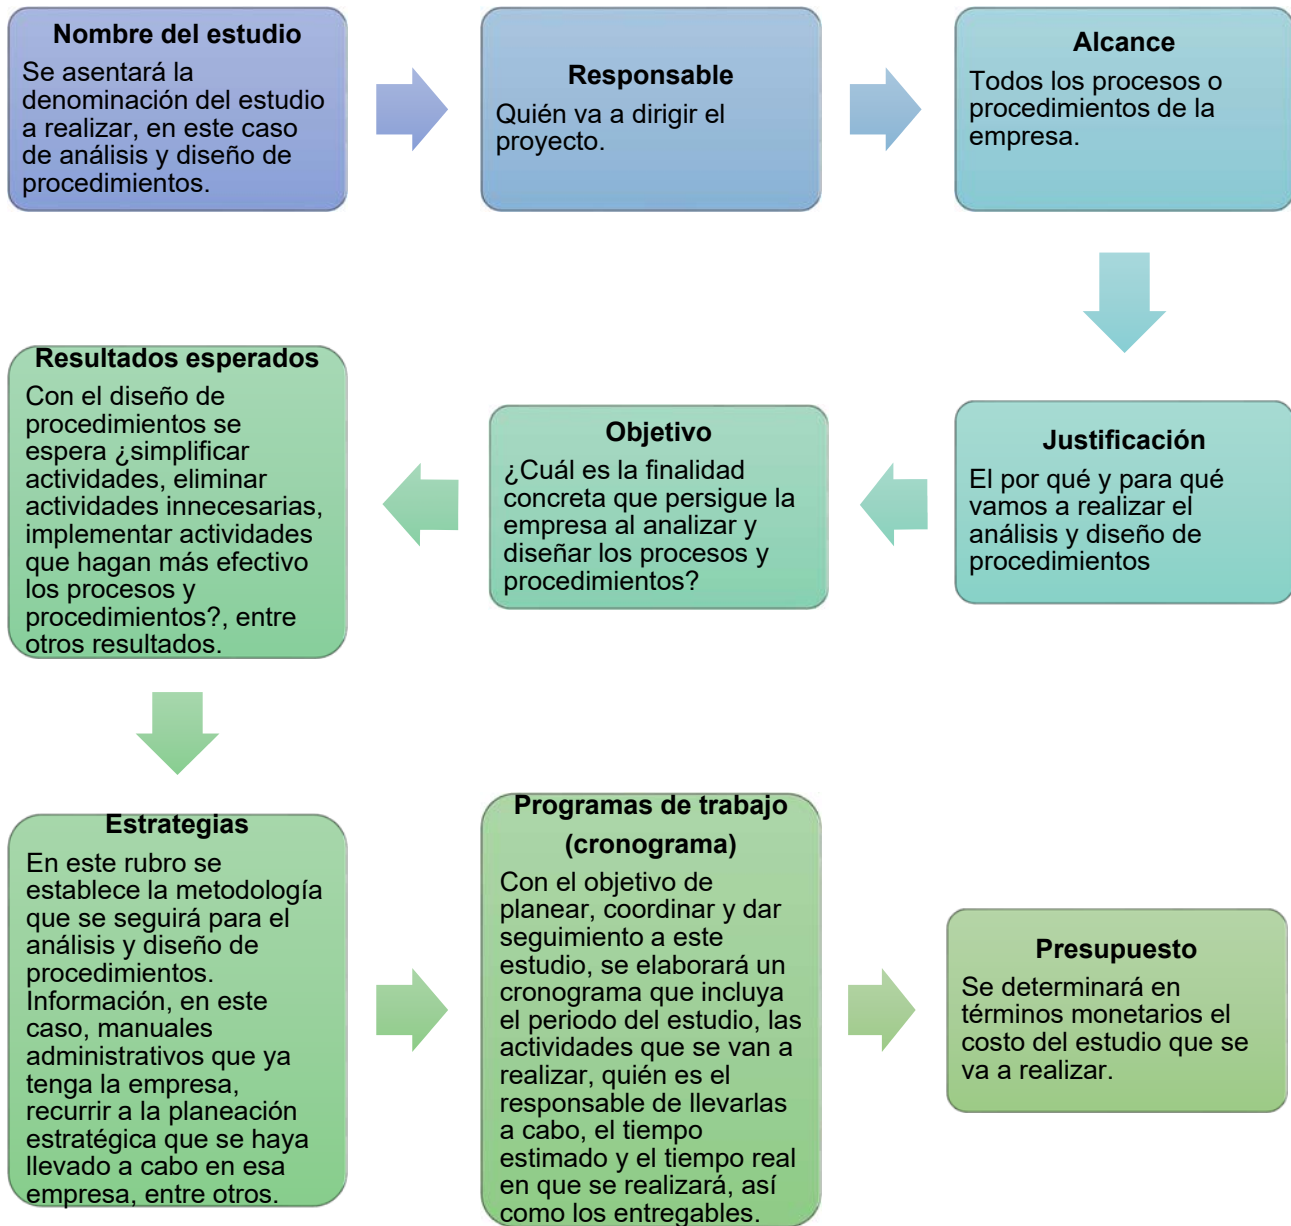 Nombre del estudio
Se asentará la
denominación del estudio
a realizar, en este caso
de análisis y diseño de
procedimientos.
Responsable
Quién va a dirigir el
proyecto.
Alcance
Todos los procesos o
procedimientos de la
empresa.
Justificación
El por qué y para qué
vamos a realizar el
análisis y diseño de
procedimientos
Objetivo
¿Cuál es la finalidad
concreta que persigue la
empresa al analizar y
diseñar los procesos y
procedimientos?
Resultados esperados
Con el diseño de
procedimientos se
espera ¿simplificar
actividades, eliminar
actividades innecesarias,
implementar actividades
que hagan más efectivo
los procesos y
procedimientos?, entre
otros resultados.
Estrategias
En este rubro se
establece la metodología
que se seguirá para el
análisis y diseño de
procedimientos.
Información, en este
caso, manuales
administrativos que ya
tenga la empresa,
recurrir a la planeación
estratégica que se haya
llevado a cabo en esa
empresa, entre otros.
Programas de trabajo
(cronograma)
Con el objetivo de
planear, coordinar y dar
seguimiento a este
estudio, se elaborará un
cronograma que incluya
el periodo del estudio, las
actividades que se van a
realizar, quién es el
responsable de llevarlas
a cabo, el tiempo
estimado y el tiempo real
en que se realizará, así
como los entregables.
Presupuesto
Se determinará en
términos monetarios el
costo del estudio que se
va a realizar.